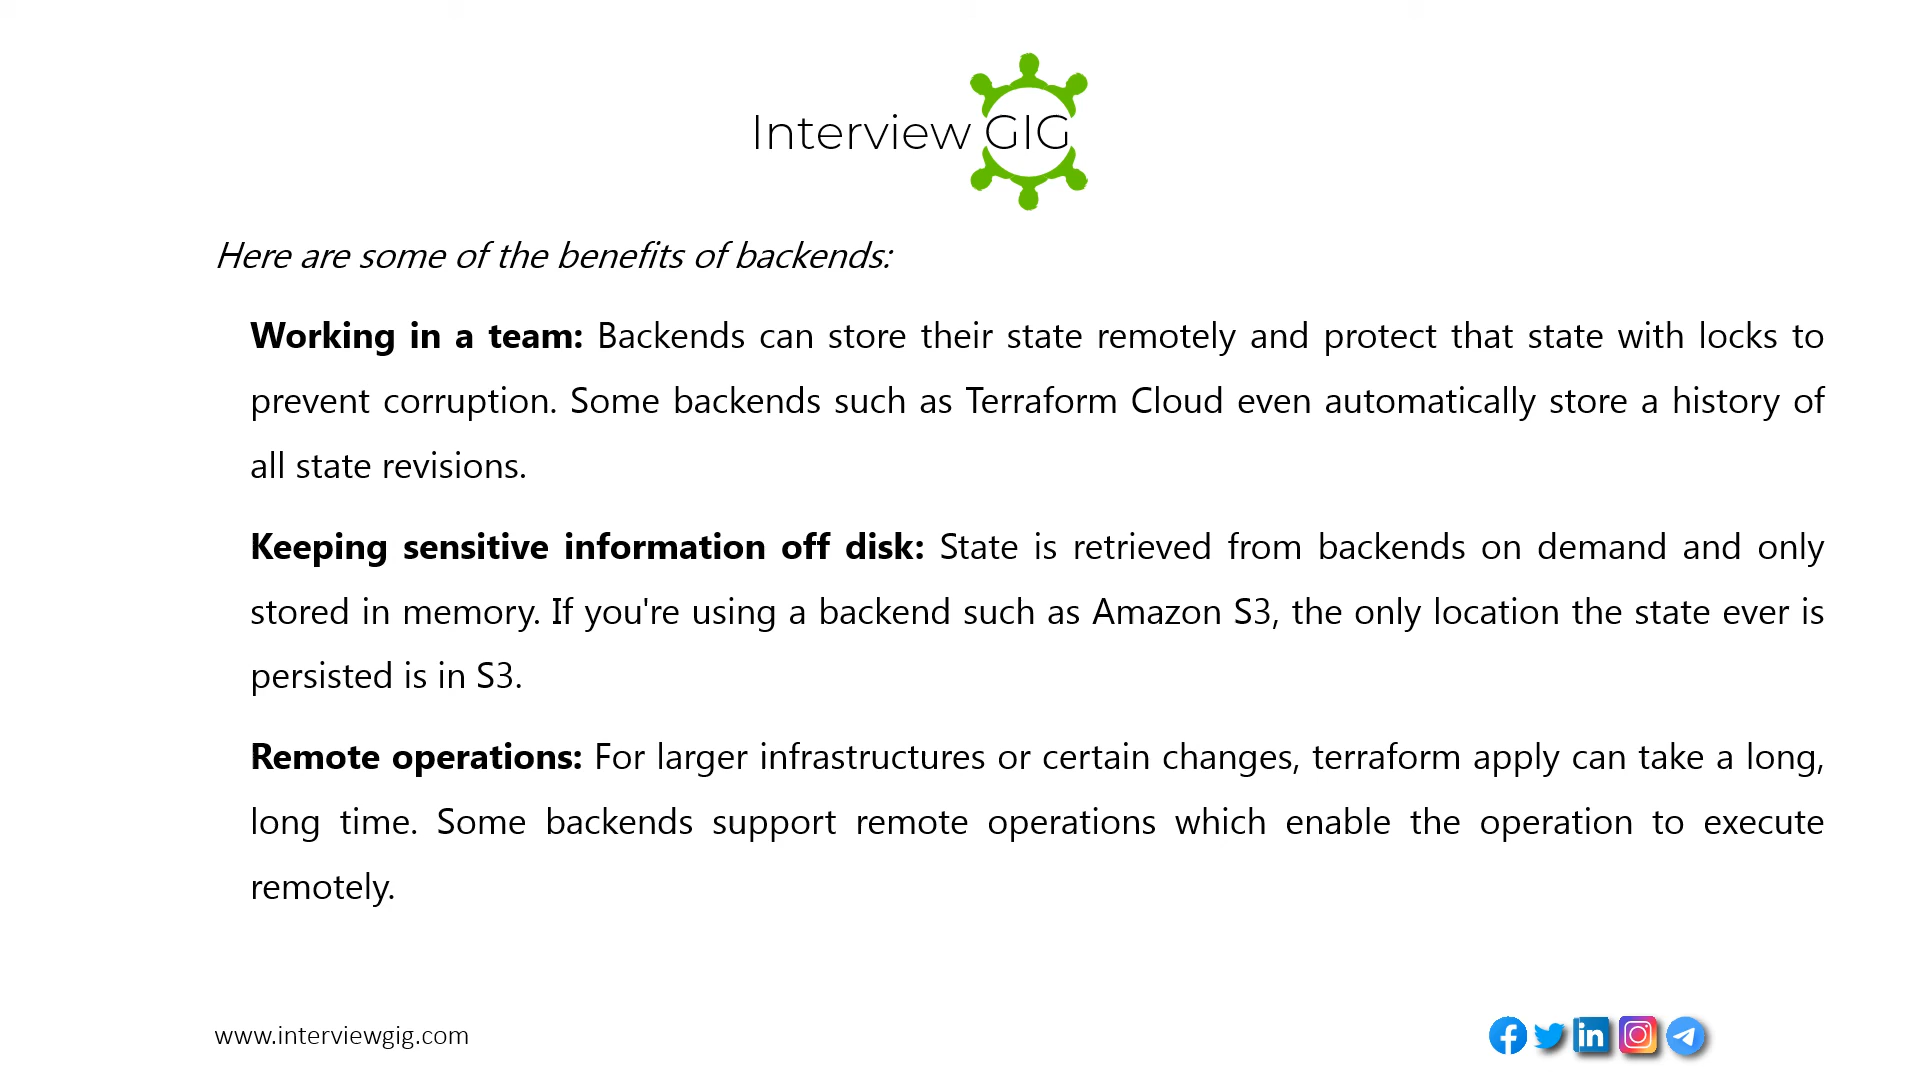 Interview GIG
Here are some of the benefits of backends:
Working in a team: Backends can store their state remotely and protect that state with locks to
prevent corruption. Some backends such as Terraform Cloud even automatically store a history of
all state revisions.
Keeping sensitive information off disk: State is retrieved from backends on demand and only
stored in memory. If you're using a backend such as Amazon S3, the only location the state ever is
persisted is in S3.
Remote operations: For larger infrastructures or certain changes, terraform apply can take a long,
long time. Some backends support remote operations which enable the operation to execute
remotely.
www.interviewgig.com